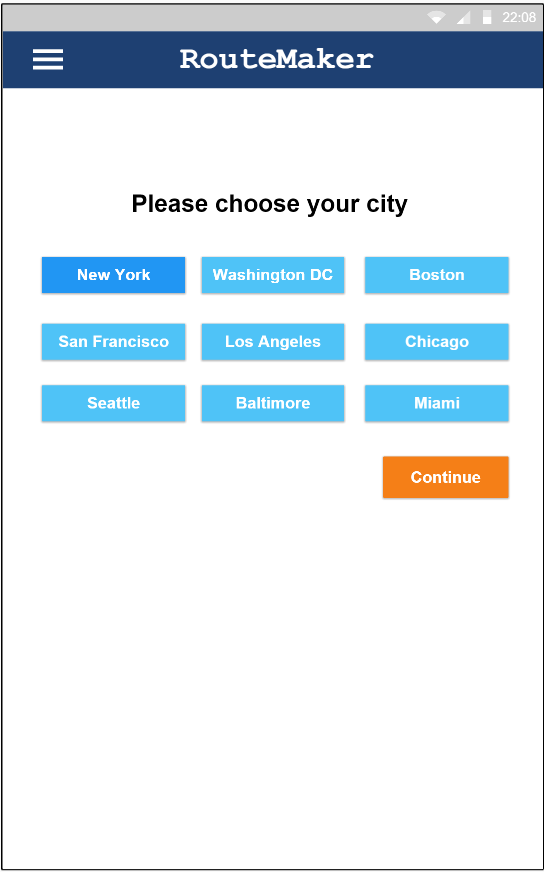 22:08
RouteMaker
Please choose your city
New York Washington DC Boston
San Francisco Los Angeles Chicago
Seattle Baltimore Miami
Continue